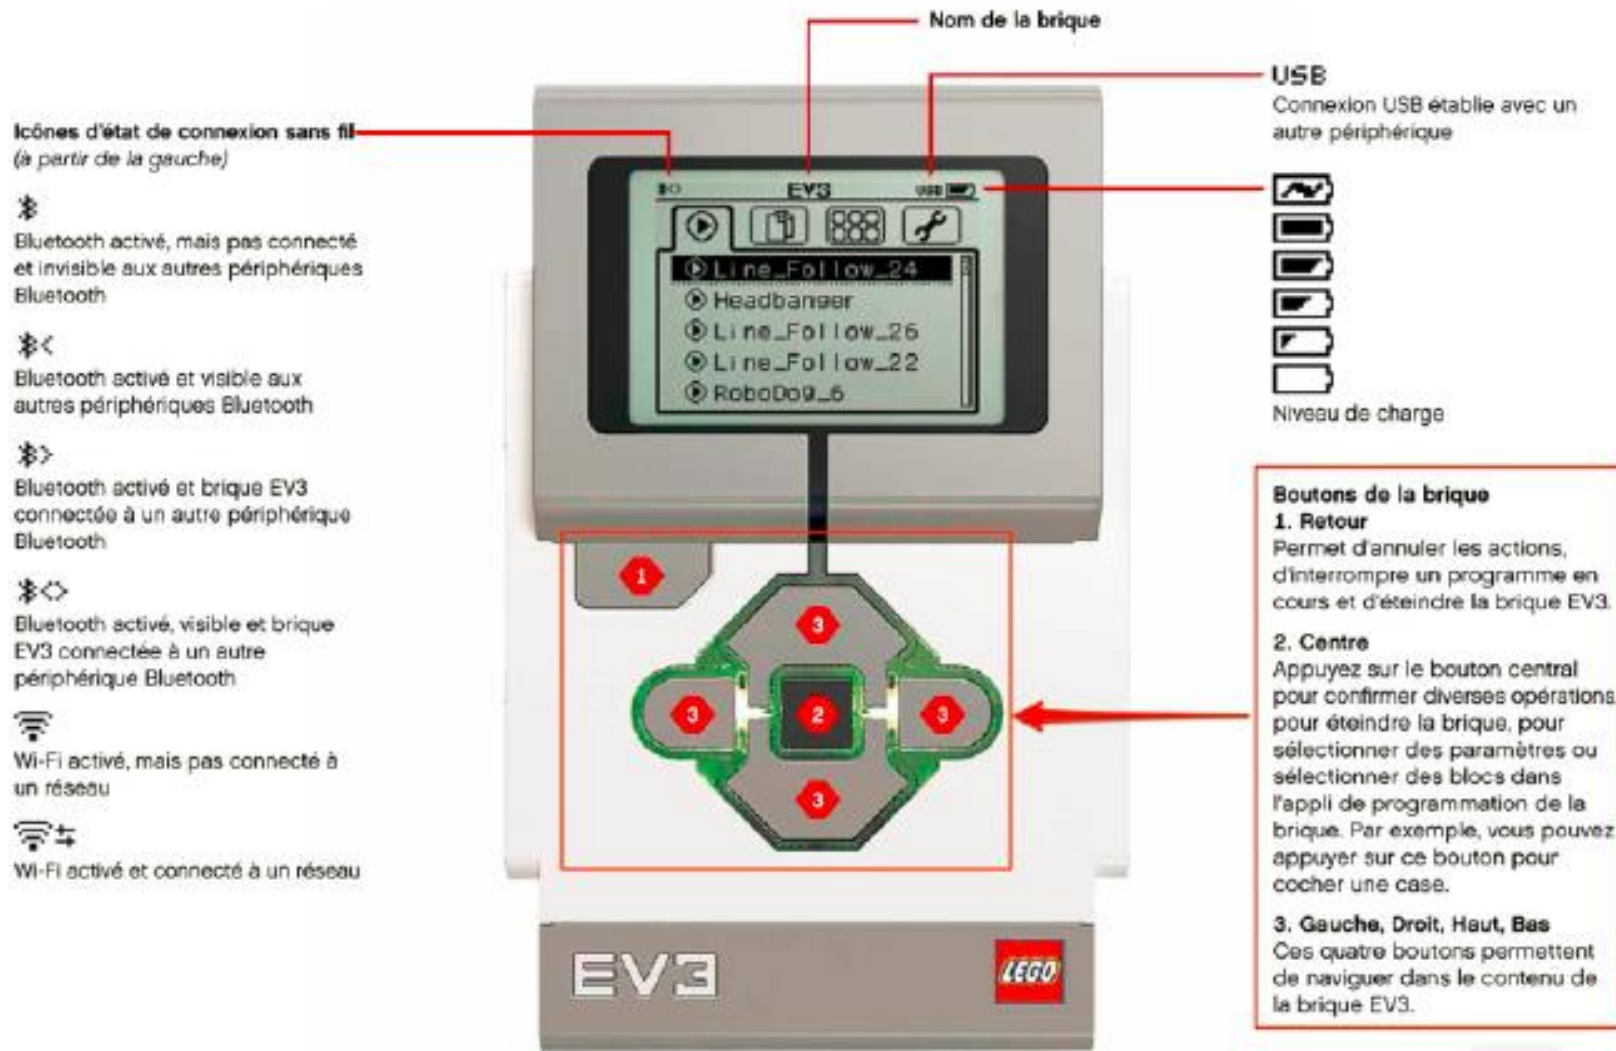 Nom de la brique
Icônes d'état de connexion sans fil
(à partir de la gauche)
Bluetooth activé, mais pas connecté
et invisible aux autres périphériques
Bluetooth
Bluetooth activé et visible aux
autres périphériques Bluetooth
Bluetooth activé et brique EV3
connectée à un autre périphérique
Bluetooth
Bluetooth activé, visible et brique
EV3 connectée à un autre
périphérique Bluetooth
Wi-Fi activé, mais pas connecté à
un réseau
Wi-Fi activé et connecté à un réseau
EV3 USB
Line_Follow_24
Headbanger
Line_Follow_26
Line_Follow_22
RoboDog_6
1
3
3 2 3
3
EV3 LEGO
USB
Connexion USB établie avec un
autre périphérique
Niveau de charge
Boutons de la brique
1. Retour
Permet d'annuler les actions,
d'interrompre un programme en
cours et d'éteindre la brique EV3.
2. Centre
Appuyez sur le bouton central
pour confirmer diverses opérations
pour éteindre la brique, pour
sélectionner des paramètres ou
sélectionner des blocs dans
l'appli de programmation de la
brique. Par exemple, vous pouvez
appuyer sur ce bouton pour
cocher une case.
3. Gauche, Droit, Haut, Bas
Ces quatre boutons permettent
de naviguer dans le contenu de
la brique EV3.